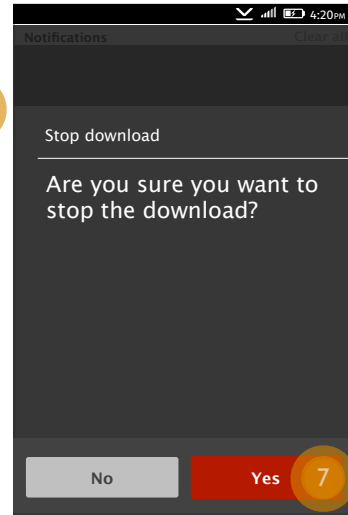 4:20PM
Notifications Clear all
Stop download
Are you sure you want to
stop the download?
No Yes 7